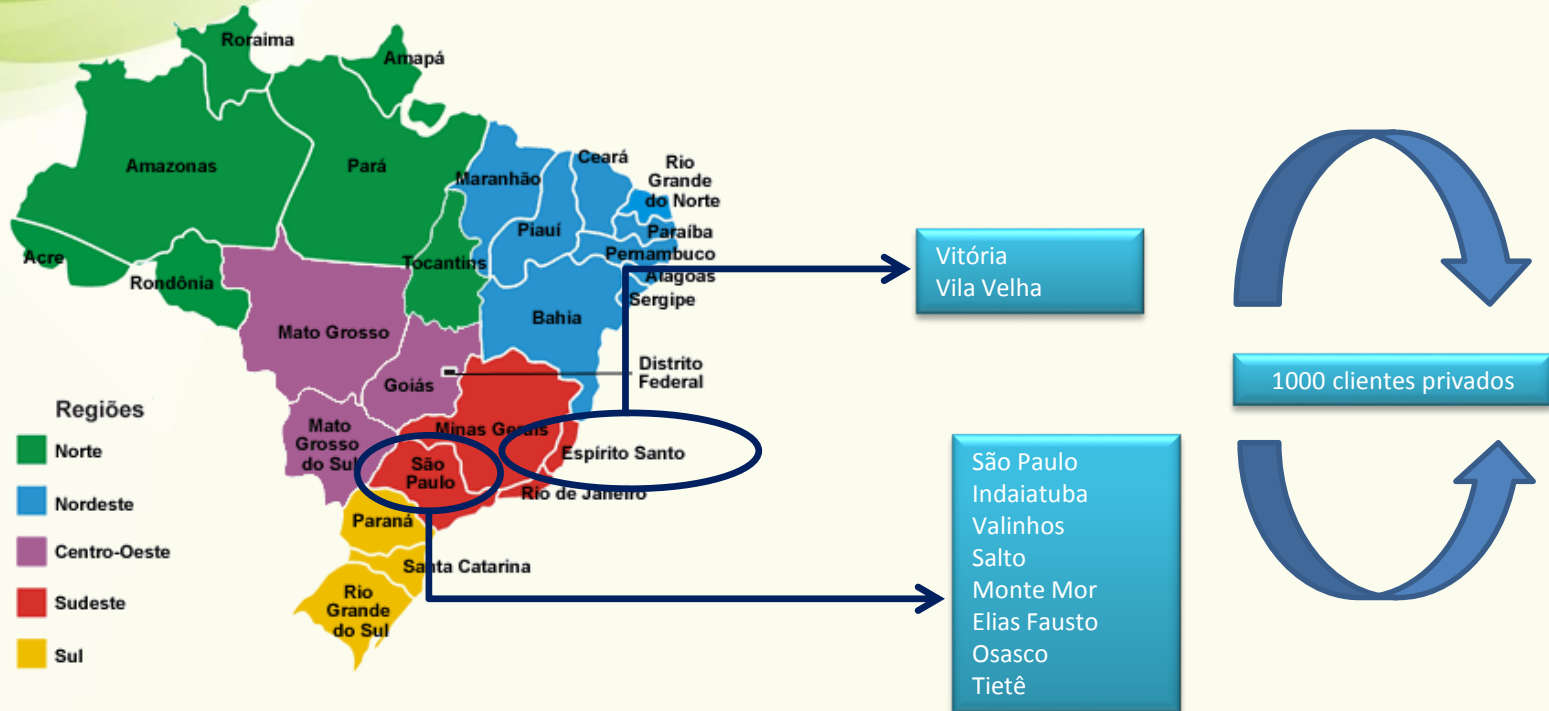 Roraima
Amapá
Amazonas
Pará
Maranhão
Ceará
Rio
Grande
do Norte
Piauí
Paraíba
Pernambuco
Acre
Rondônia
Tocantins
Alagoas
Sergipe
Bahia
Mato Grosso
Distrito
Federal
Goiás
Mato
Grosso
do Sul
Minas Gerais
Espírito Santo
São
Paulo
Rio de Janeiro
Paraná
Santa Catarina
Rio
Grande
do Sul
Regiões
Norte
Nordeste
Centro-Oeste
Sudeste
Sul
Vitória
Vila Velha
1000 clientes privados
São Paulo
Indaiatuba
Valinhos
Salto
Monte Mor
Elias Fausto
Osasco
Tietê